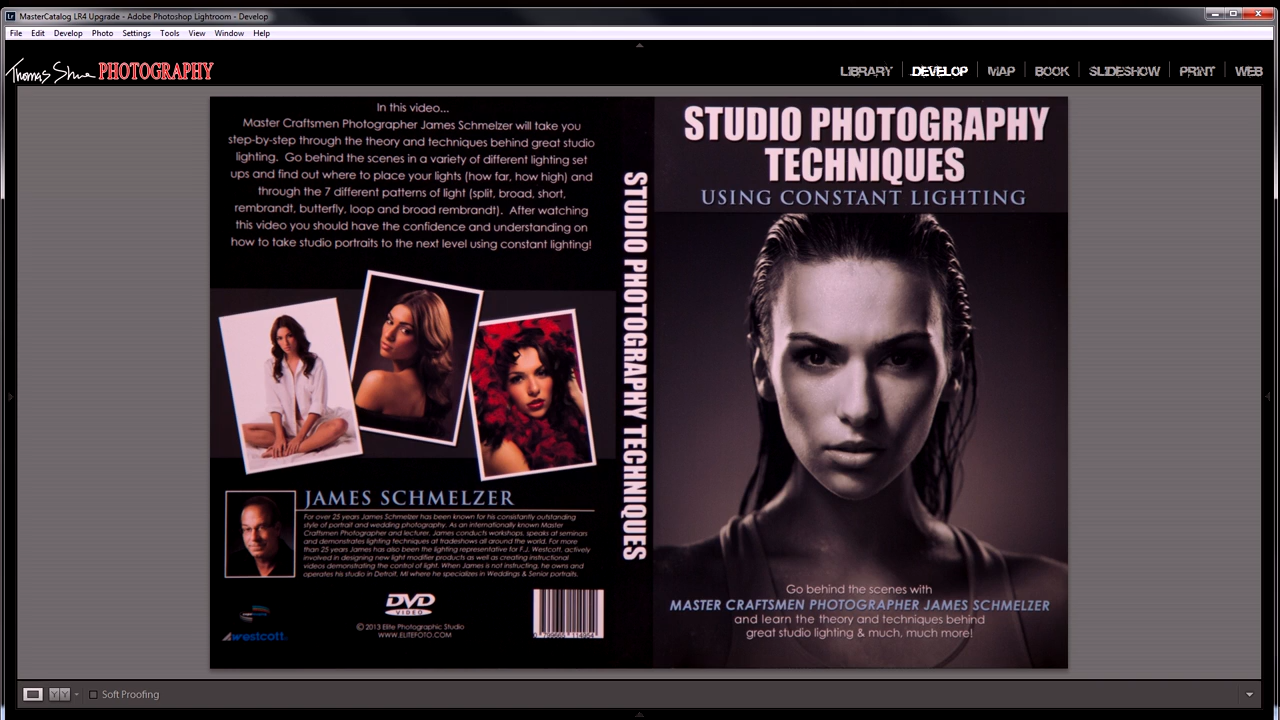 MasterCatalog LR4 Upgrade - Adobe Photoshop Lightroom - Develop
File Edit Develop Photo Settings Tools View Window Help
Thomas Shue PHOTOGRAPHY
LIBRARY DEVELOP MAP BOOK SLIDESHOW PRINT WEB
In this video...
Master Craftsmen Photographer James Schmelzer will take you
step-by-step through the theory and techniques behind great studio
lighting. Go behind the scenes in a variety of different lighting set
ups and find out where to place your lights (how far, how high) and
through the 7 different patterns of light (split, broad, short,
rembrandt, butterfly, loop and broad rembrandt). After watching
this video you should have the confidence and understanding on
how to take studio portraits to the next level using constant lighting!
JAMES SCHMELZER
For over 25 years James Schmelzer has been known for his consistantly outstanding
style of portrait and wedding photography. As an internationally known Master
Craftsmen Photographer and lecturer, James conducts workshops, speaks at seminars
and demonstrates lighting techniques at tradeshows all around the world. For more
than 25 years James has also been the lighting representative for F.J. Westcott, actively
involved in designing new light modifier products as well as creating instructional
videos demonstrating the control of light. When James is not instructing, he owns and
operates his studio in Detroit, MI where he specializes in Weddings & Senior portraits.
westcott
DVD
VIDEO
© 2013 Elite Photographic Studio
WWW.ELITEFOTO.COM
STUDIO PHOTOGRAPHY TECHNIQUES
STUDIO PHOTOGRAPHY
TECHNIQUES
USING CONSTANT LIGHTING
Go behind the scenes with
MASTER CRAFTSMEN PHOTOGRAPHER JAMES SCHMELZER
and learn the theory and techniques behind
great studio lighting & much, much more!
Soft Proofing